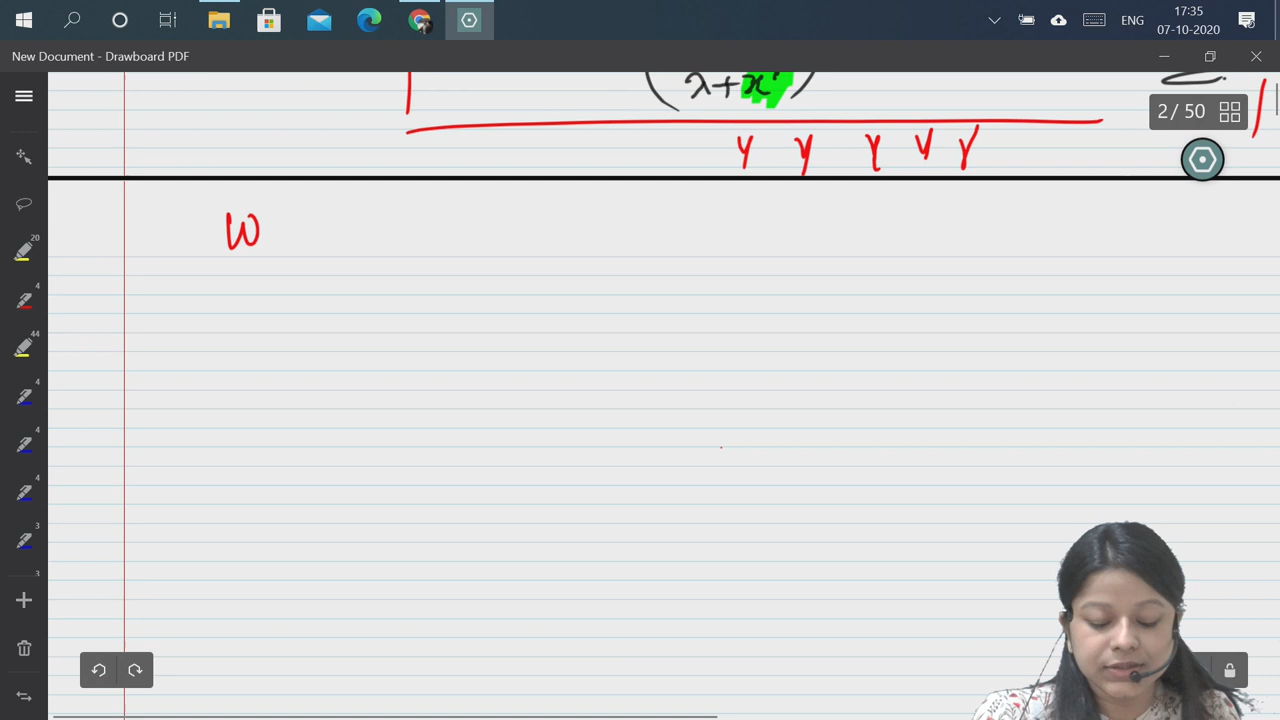 ENG
17:35
07-10-2020
New Document - Drawboard PDF
λ+x
2 / 50
y y y y y
W
20
4
44
4
4
4
3
3